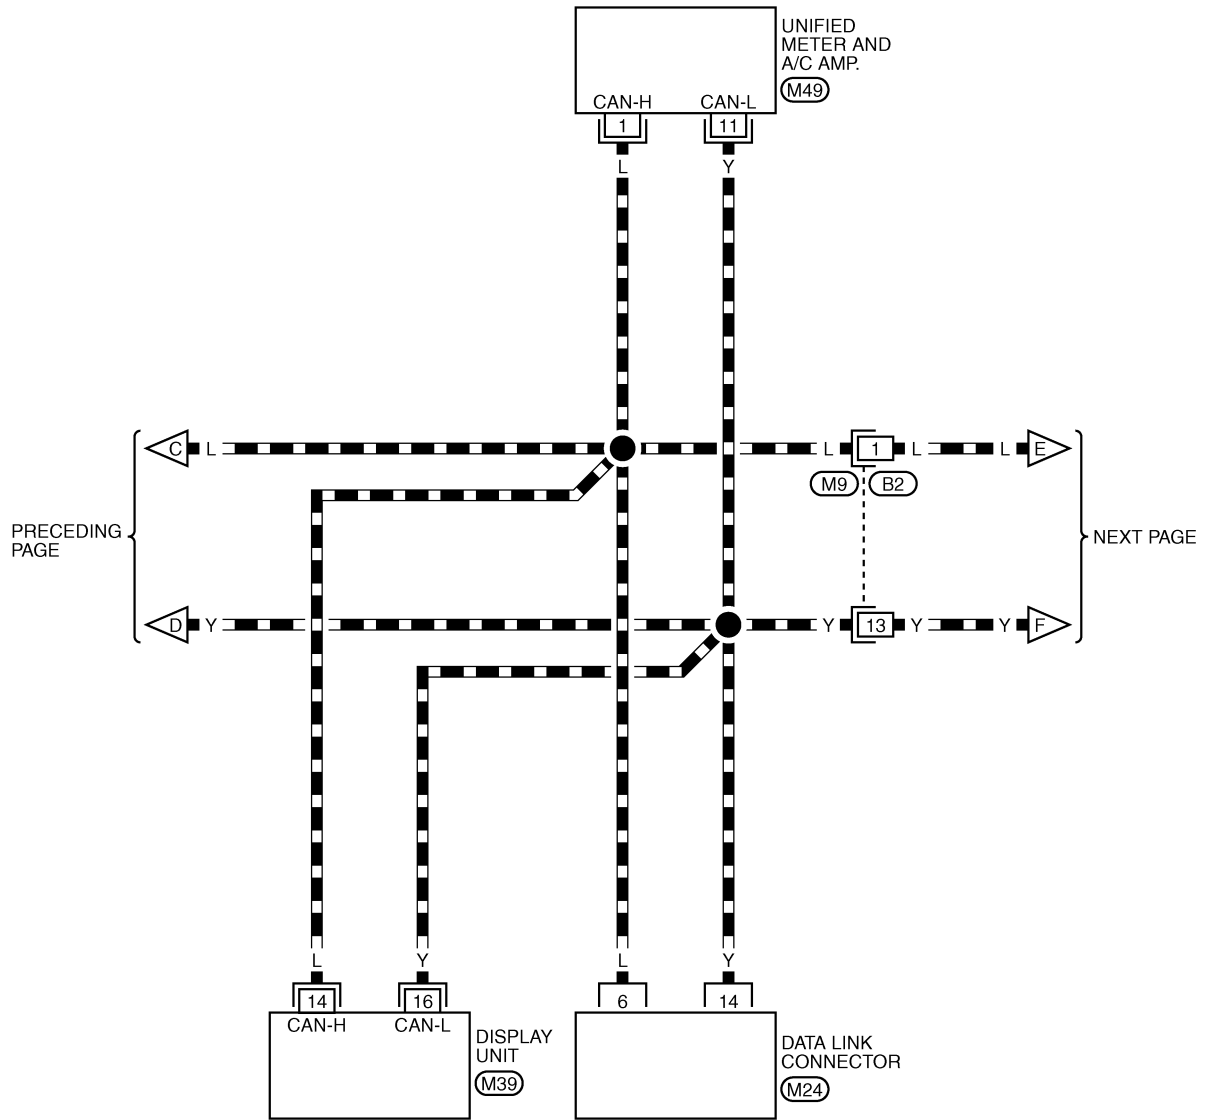 UNIFIED
METER AND
A/C AMP.
M49
CAN-H CAN-L
1 11
L Y
C L L 1 L L E
M9 B2
PRECEDING
PAGE
NEXT PAGE
D Y Y 13 Y Y F
L Y L Y
14 16 6 14
CAN-H CAN-L
DISPLAY
UNIT
M39
DATA LINK
CONNECTOR
M24